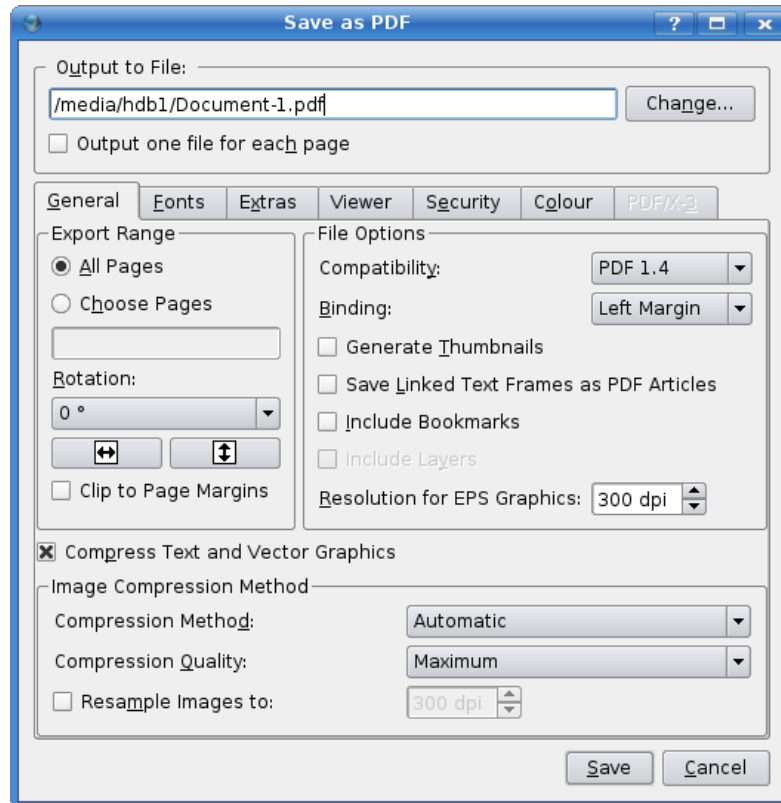 Save as PDF ?
Output to File:
/media/hdb1/Document-1.pdf Change...
Output one file for each page
General Fonts Extras Viewer Security Colour PDF/X-3
Export Range
All Pages
Choose Pages
Rotation:
0 °
Clip to Page Margins
File Options
Compatibility: PDF 1.4
Binding: Left Margin
Generate Thumbnails
Save Linked Text Frames as PDF Articles
Include Bookmarks
Include Layers
Resolution for EPS Graphics: 300 dpi
Compress Text and Vector Graphics
Image Compression Method
Compression Method: Automatic
Compression Quality: Maximum
Resample Images to: 300 dpi
Save Cancel